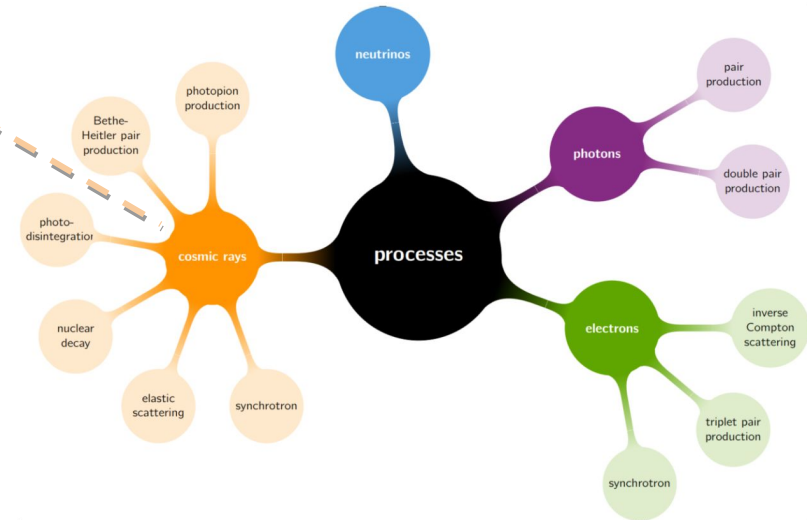 neutrinos
photopion
production
Bethe-
Heitler pair
production
photo-
disintegration
nuclear
decay
elastic
scattering
synchrotron
cosmic rays
processes
photons
pair
production
double pair
production
electrons
inverse
Compton
scattering
triplet pair
production
synchrotron